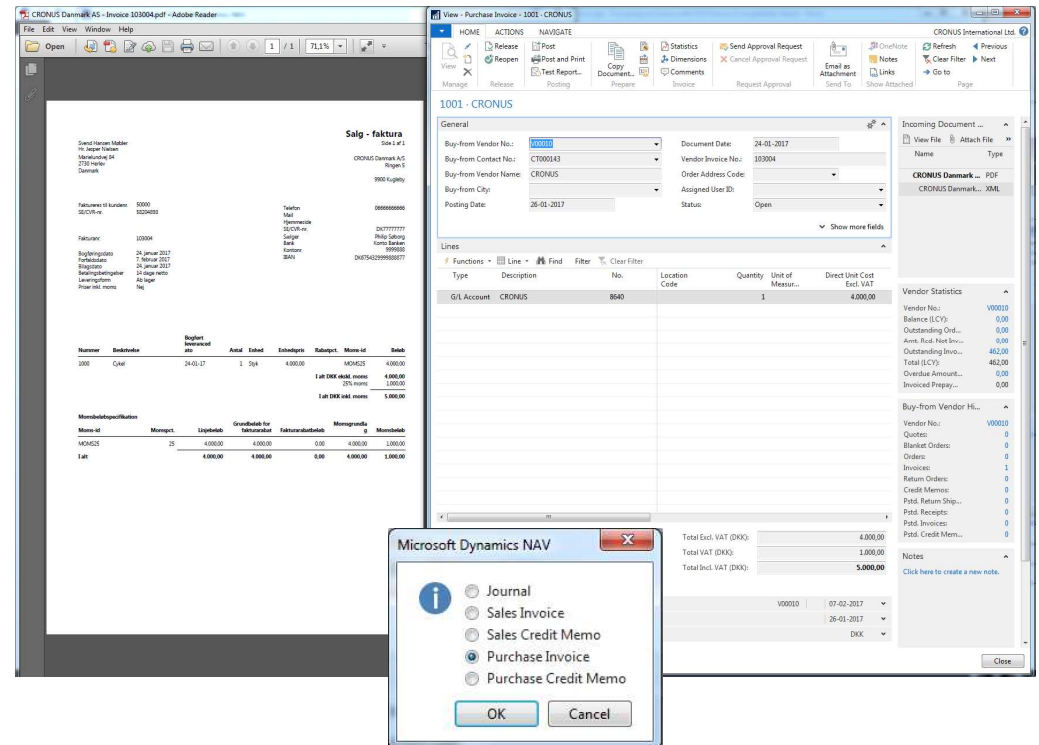 CRONUS Danmark AS - Invoice 103004.pdf - Adobe Reader
File Edit View Window Help
Open 1 / 1 71,1%
Salg - faktura
Side 1 af 1
Svend Hansen Møbler
Hr. Jesper Nielsen
Marielundvej 84
2730 Herlev
Danmark
CRONUS Danmark A/S
Ringen 5
9900 Kugleby
Faktureres til kundenr. 50000
SE/CVR-nr.
Telefon 06666666666
Mail
Hjemmeside
SE/CVR-nr. DK77777777
Sælger Philip Søborg
Bank Konto Banken
Kontonr. 9999888
IBAN
Fakturanr. 103004
Bogføringsdato 24. januar 2017
Forfaldsdato 7. februar 2017
Bilagsdato 24. januar 2017
Betalingsbetingelser 14 dage netto
Leveringsform Ab lager
Priser inkl. moms Nej
Bogført
leveranced
Nummer Beskrivelse ato Antal Enhed Enhedspris Rabatpct. Moms-id Beløb
1000 Cykel 24-01-17 1 Styk 4.000,00 MOMS25 4.000,00
I alt DKK ekskl. moms 4.000,00
25% moms 1.000,00
I alt DKK inkl. moms 5.000,00
Momsbeløbspecifikation
Grundbeløb for Momsgrundla
Moms-id Momspct. Linjebeløb fakturarabat Fakturarabatbeløb g Momsbeløb
MOMS25 25 4.000,00 4.000,00 0,00 4.000,00 1.000,00
I alt 4.000,00 4.000,00 0,00 4.000,00 1.000,00
View - Purchase Invoice - 1001 · CRONUS
HOME ACTIONS NAVIGATE CRONUS International Ltd.
View
Manage
Release
Reopen
Release
Post
Post and Print
Test Report...
Posting
Copy
Document...
Prepare
Statistics
Dimensions
Comments
Invoice
Send Approval Request
Cancel Approval Request
Request Approval
Email as
Attachment
Send To
OneNote
Notes
Links
Show Attached
Refresh
Clear Filter
Go to
Previous
Next
Page
1001 · CRONUS
General
Buy-from Vendor No.: V00010
Buy-from Contact No.: CT000143
Buy-from Vendor Name: CRONUS
Buy-from City:
Posting Date: 26-01-2017
Document Date: 24-01-2017
Vendor Invoice No.: 103004
Order Address Code:
Assigned User ID:
Status: Open
Show more fields
Lines
Functions Line Find Filter Clear Filter
Type Description No. Location Code Quantity Unit of Measur... Direct Unit Cost Excl. VAT
G/L Account CRONUS 8640 1 4.000,00
Total Excl. VAT (DKK): 4.000,00
Total VAT (DKK): 1.000,00
Total Incl. VAT (DKK): 5.000,00
V00010 07-02-2017
26-01-2017
DKK
Incoming Document ...
View File Attach File »
Name Type
CRONUS Danmark ... PDF
CRONUS Danmark... XML
Vendor Statistics
Vendor No.: V00010
Balance (LCY): 0,00
Outstanding Ord... 0,00
Amt. Rcd. Not Inv... 0,00
Outstanding Invo... 462,00
Total (LCY): 462,00
Overdue Amount... 0,00
Invoiced Prepay... 0,00
Buy-from Vendor Hi...
Vendor No.: V00010
Quotes: 0
Blanket Orders: 0
Orders: 0
Invoices: 1
Return Orders: 0
Credit Memos: 0
Pstd. Return Ship... 0
Pstd. Receipts: 0
Pstd. Invoices: 0
Pstd. Credit Mem... 0
Notes
Click here to create a new note.
Close
Microsoft Dynamics NAV
Journal
Sales Invoice
Sales Credit Memo
Purchase Invoice
Purchase Credit Memo
OK Cancel